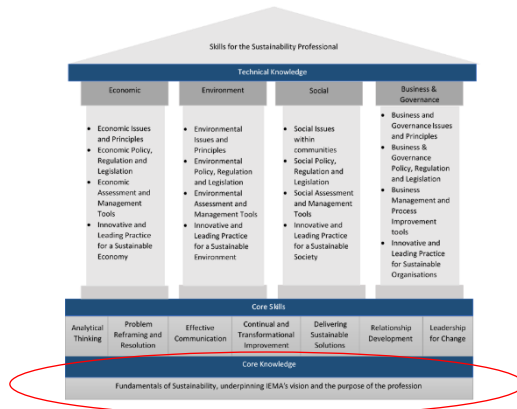 Skills for the Sustainability Professional
Technical Knowledge
Economic
• Economic Issues
and Principles
• Economic Policy,
Regulation and
Legislation
• Economic
Assessment and
Management
Tools
• Innovative and
Leading Practice
for a Sustainable
Economy
Environment
• Environmental
Issues and
Principles
• Environmental
Policy, Regulation
and Legislation
• Environmental
Assessment and
Management Tools
• Innovative and
Leading Practice
for a Sustainable
Environment
Social
• Social Issues
within
communities
• Social Policy,
Regulation and
Legislation
• Social Assessment
and Management
Tools
• Innovative and
Leading Practice
for a Sustainable
Society
Business &
Governance
• Business and
Governance Issues
and Principles
• Business &
Governance
Policy, Regulation
and Legislation
• Business
Management and
Process
Improvement
tools
• Innovative and
Leading Practice
for Sustainable
Organisations
Core Skills
Analytical
Thinking
Problem
Reframing and
Resolution
Effective
Communication
Continual and
Transformational
Improvement
Delivering
Sustainable
Solutions
Relationship
Development
Leadership
for Change
Core Knowledge
Fundamentals of Sustainability, underpinning IEMA's vision and the purpose of the profession